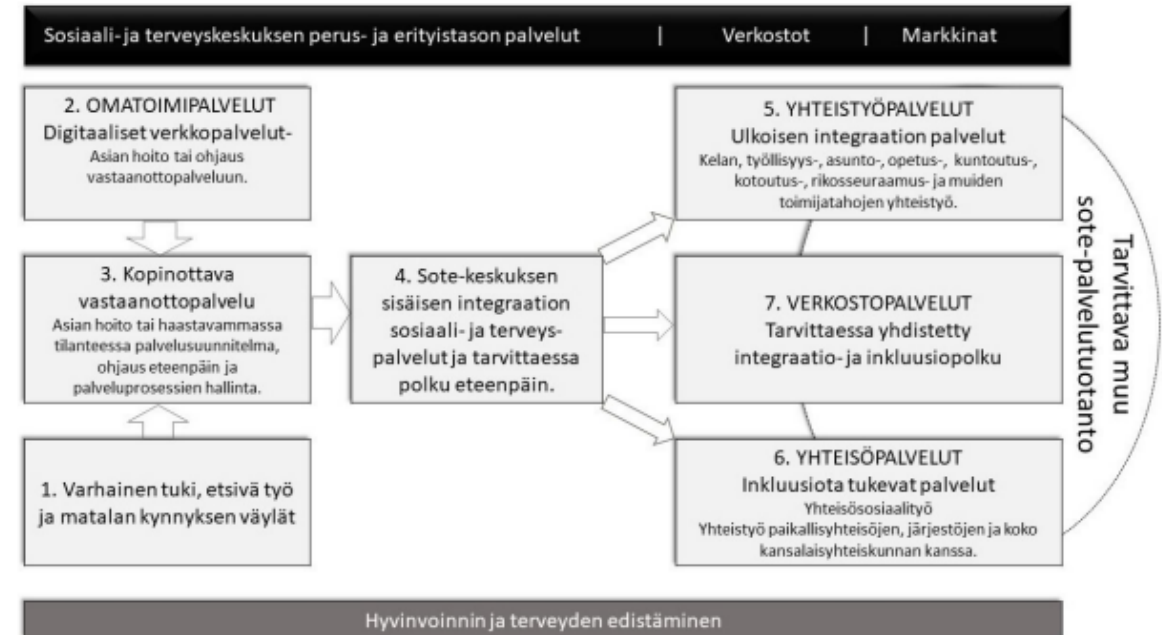 Sosiaali- ja terveyskeskuksen perus- ja erityistason palvelut | Verkostot | Markkinat
2. OMATOIMIPALVELUT
Digitaaliset verkkopalvelut-
Asian hoito tai ohjaus
vastaanottopalveluun.
3. Kopinottava
vastaanottopalvelu
Asian hoito tai haastavammassa
tilanteessa palvelusuunnitelma,
ohjaus eteenpäin ja
palveluprosessien hallinta.
1. Varhainen tuki, etsivä työ
ja matalan kynnyksen väylät
4. Sote-keskuksen
sisäisen integraation
sosiaali- ja terveys-
palvelut ja tarvittaessa
polku eteenpäin.
5. YHTEISTYÖPALVELUT
Ulkoisen integraation palvelut
Kelan, työllisyys-, asunto-, opetus-, kuntoutus-,
kotoutus-, rikosseuraamus- ja muiden
toimijatahojen yhteistyö.
7. VERKOSTOPALVELUT
Tarvittaessa yhdistetty
integraatio- ja inkluusiopolku
6. YHTEISÖPALVELUT
Inkluusiota tukevat palvelut
Yhteisösosiaalityö
Yhteistyö paikallisyhteisöjen, järjestöjen ja koko
kansalaisyhteiskunnan kanssa.
Tarvittava muu
sote-palvelutuotanto
Hyvinvoinnin ja terveyden edistäminen